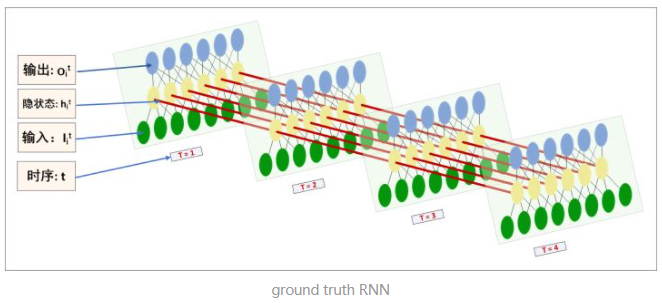 输出: oᵢᵗ
隐状态: hᵢᵗ
输入： Iᵢᵗ
时序: t
T = 1
T = 2
T = 3
T = 4
ground truth RNN